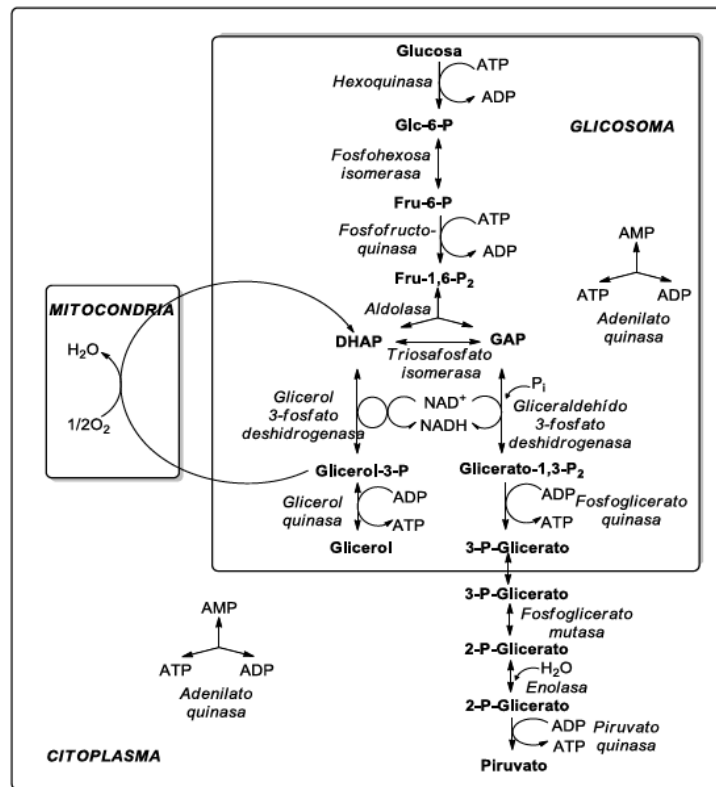 Glucosa
Hexoquinasa
ATP
ADP
Glc-6-P
GLICOSOMA
Fosfohexosa
isomerasa
Fru-6-P
Fosfofructo-
quinasa
ATP
ADP
Fru-1,6-P₂
AMP
ATP
ADP
Adenilato
quinasa
MITOCONDRIA
H₂O
1/2O₂
Aldolasa
DHAP
GAP
Triosafosfato
isomerasa
Glicerol
3-fosfato
deshidrogenasa
NAD⁺
NADH
Pᵢ
Gliceraldehído
3-fosfato
deshidrogenasa
Glicerol-3-P
Glicerato-1,3-P₂
Glicerol
quinasa
ADP
ATP
ADP
ATP
Fosfoglicerato
quinasa
Glicerol
3-P-Glicerato
3-P-Glicerato
Fosfoglicerato
mutasa
AMP
ATP
ADP
Adenilato
quinasa
2-P-Glicerato
H₂O
Enolasa
2-P-Glicerato
ADP
ATP
Piruvato
quinasa
Piruvato
CITOPLASMA